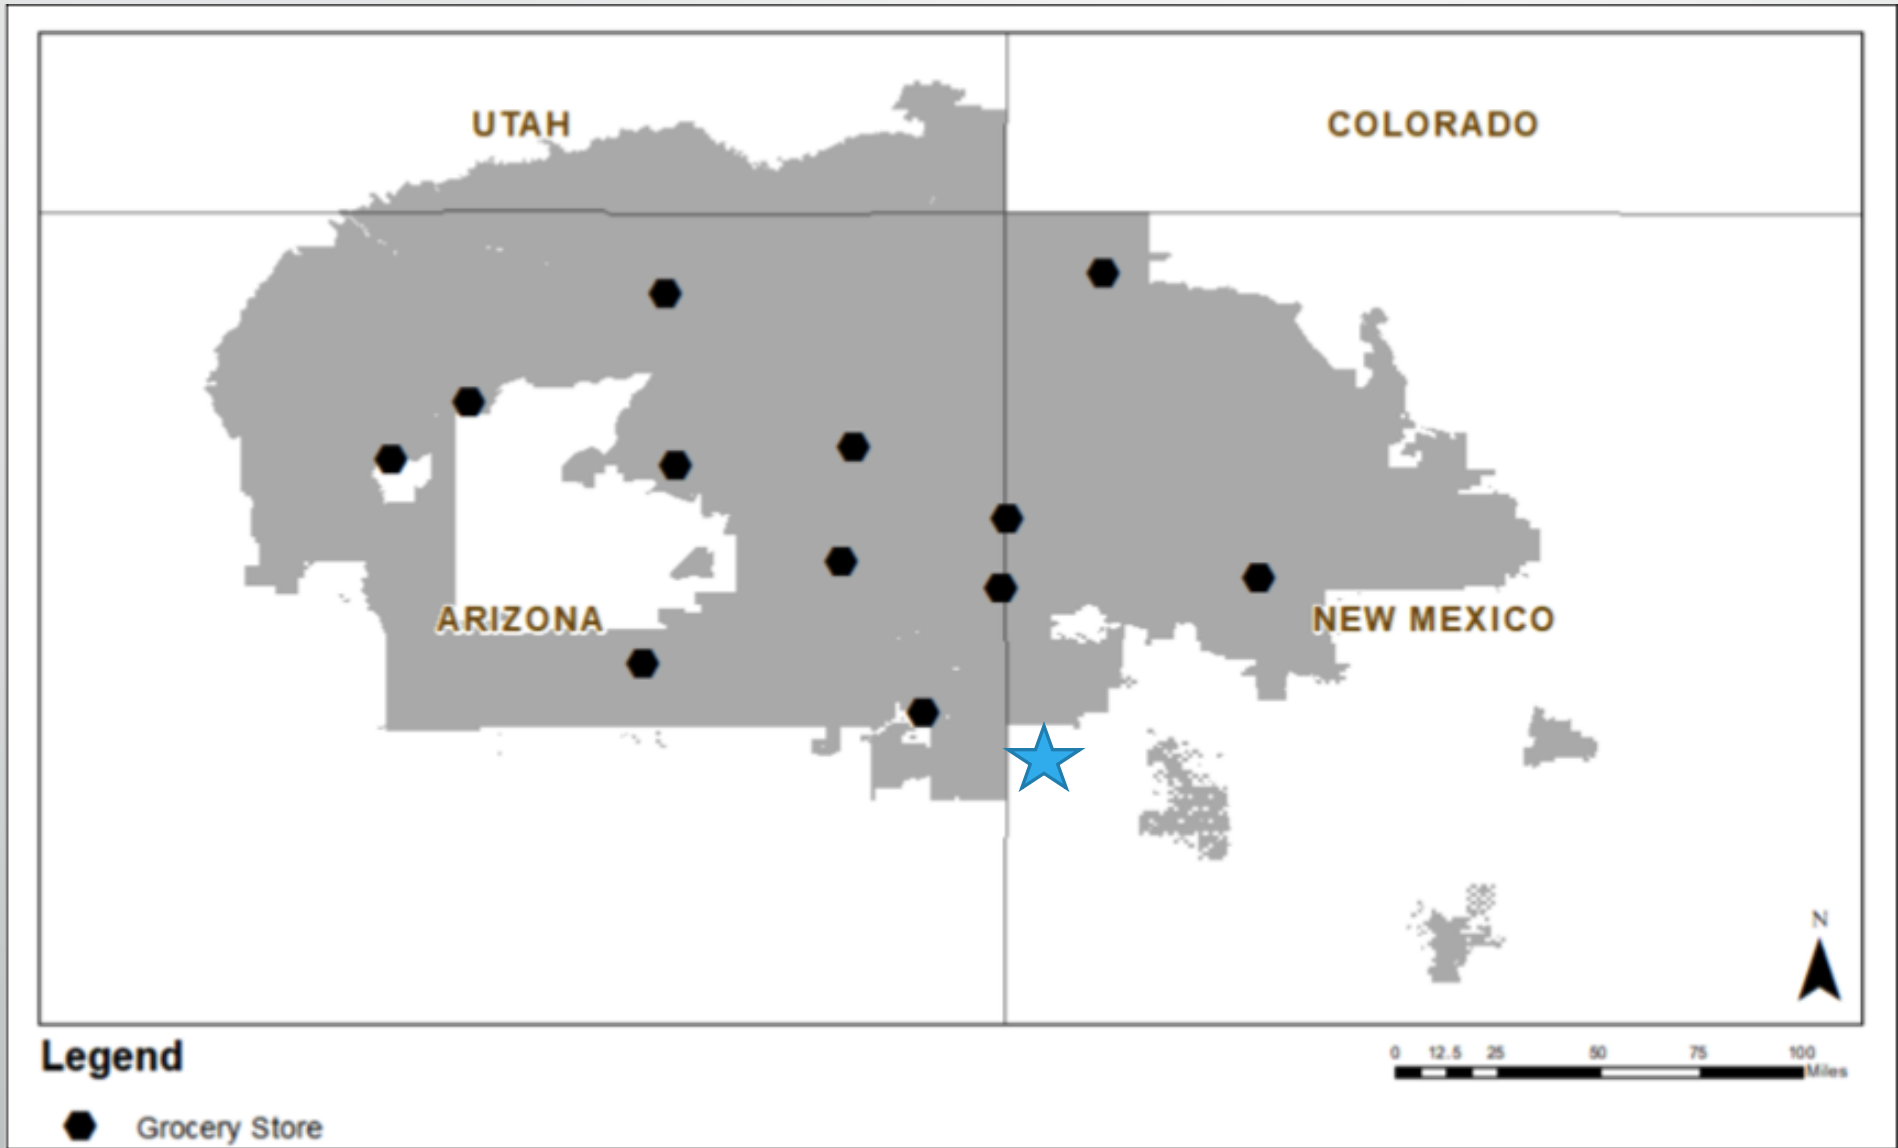 UTAH
COLORADO
ARIZONA
NEW MEXICO
N
Legend
0 12.5 25 50 75 100
Miles
Grocery Store